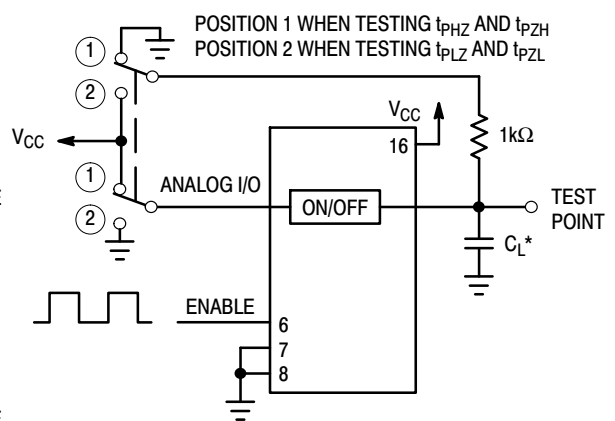 POSITION 1 WHEN TESTING tPHZ AND tPZH
POSITION 2 WHEN TESTING tPLZ AND tPZL
1
2
VCC
VCC
16
1kΩ
1
ANALOG I/O
ON/OFF
TEST
POINT
2
CL*
ENABLE
6
7
8